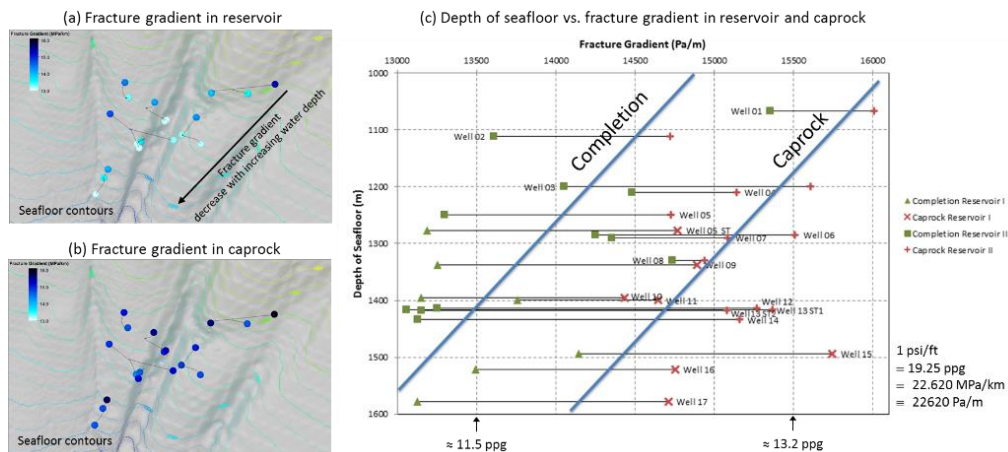 (a) Fracture gradient in reservoir
Fracture Gradient (MPa/km)
Fracture gradient
decrease with increasing water depth
Seafloor contours
(b) Fracture gradient in caprock
Seafloor contours
(c) Depth of seafloor vs. fracture gradient in reservoir and caprock
Fracture Gradient (Pa/m)
13000 13500 14000 14500 15000 15500 16000
Depth of Seafloor (m)
1000
1100
1200
1300
1400
1500
1600
Completion
Caprock
Well 01
Well 02
Well 03
Well 04
Well 05
Well 05 ST
Well 06
Well 07
Well 08
Well 09
Well 10
Well 11
Well 12
Well 13 ST1
Well 13 ST2
Well 14
Well 15
Well 16
Well 17
Completion Reservoir I
Caprock Reservoir I
Completion Reservoir II
Caprock Reservoir II
1 psi/ft
= 19.25 ppg
= 22.620 MPa/km
= 22620 Pa/m
≈ 11.5 ppg
≈ 13.2 ppg